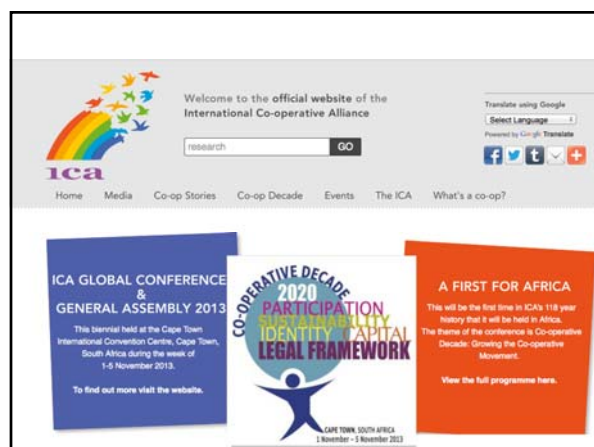 Welcome to the official website of the
International Co-operative Alliance
Translate using Google
Select Language
Powered by Google Translate
research
GO
ica
Home Media Co-op Stories Co-op Decade Events The ICA What's a co-op?
ICA GLOBAL CONFERENCE
&
GENERAL ASSEMBLY 2013
This biennial held at the Cape Town
International Convention Centre, Cape Town,
South Africa during the week of
1-5 November 2013.
To find out more visit the website.
CO-OPERATIVE DECADE
2020
PARTICIPATION
SUSTAINABILITY
IDENTITY CAPITAL
LEGAL FRAMEWORK
CAPE TOWN, SOUTH AFRICA
1 November – 5 November 2013
A FIRST FOR AFRICA
This will be the first time in ICA's 118 year
history that it will be held in Africa.
The theme of the conference is Co-operative
Decade: Growing the Co-operative
Movement.
View the full programme here.